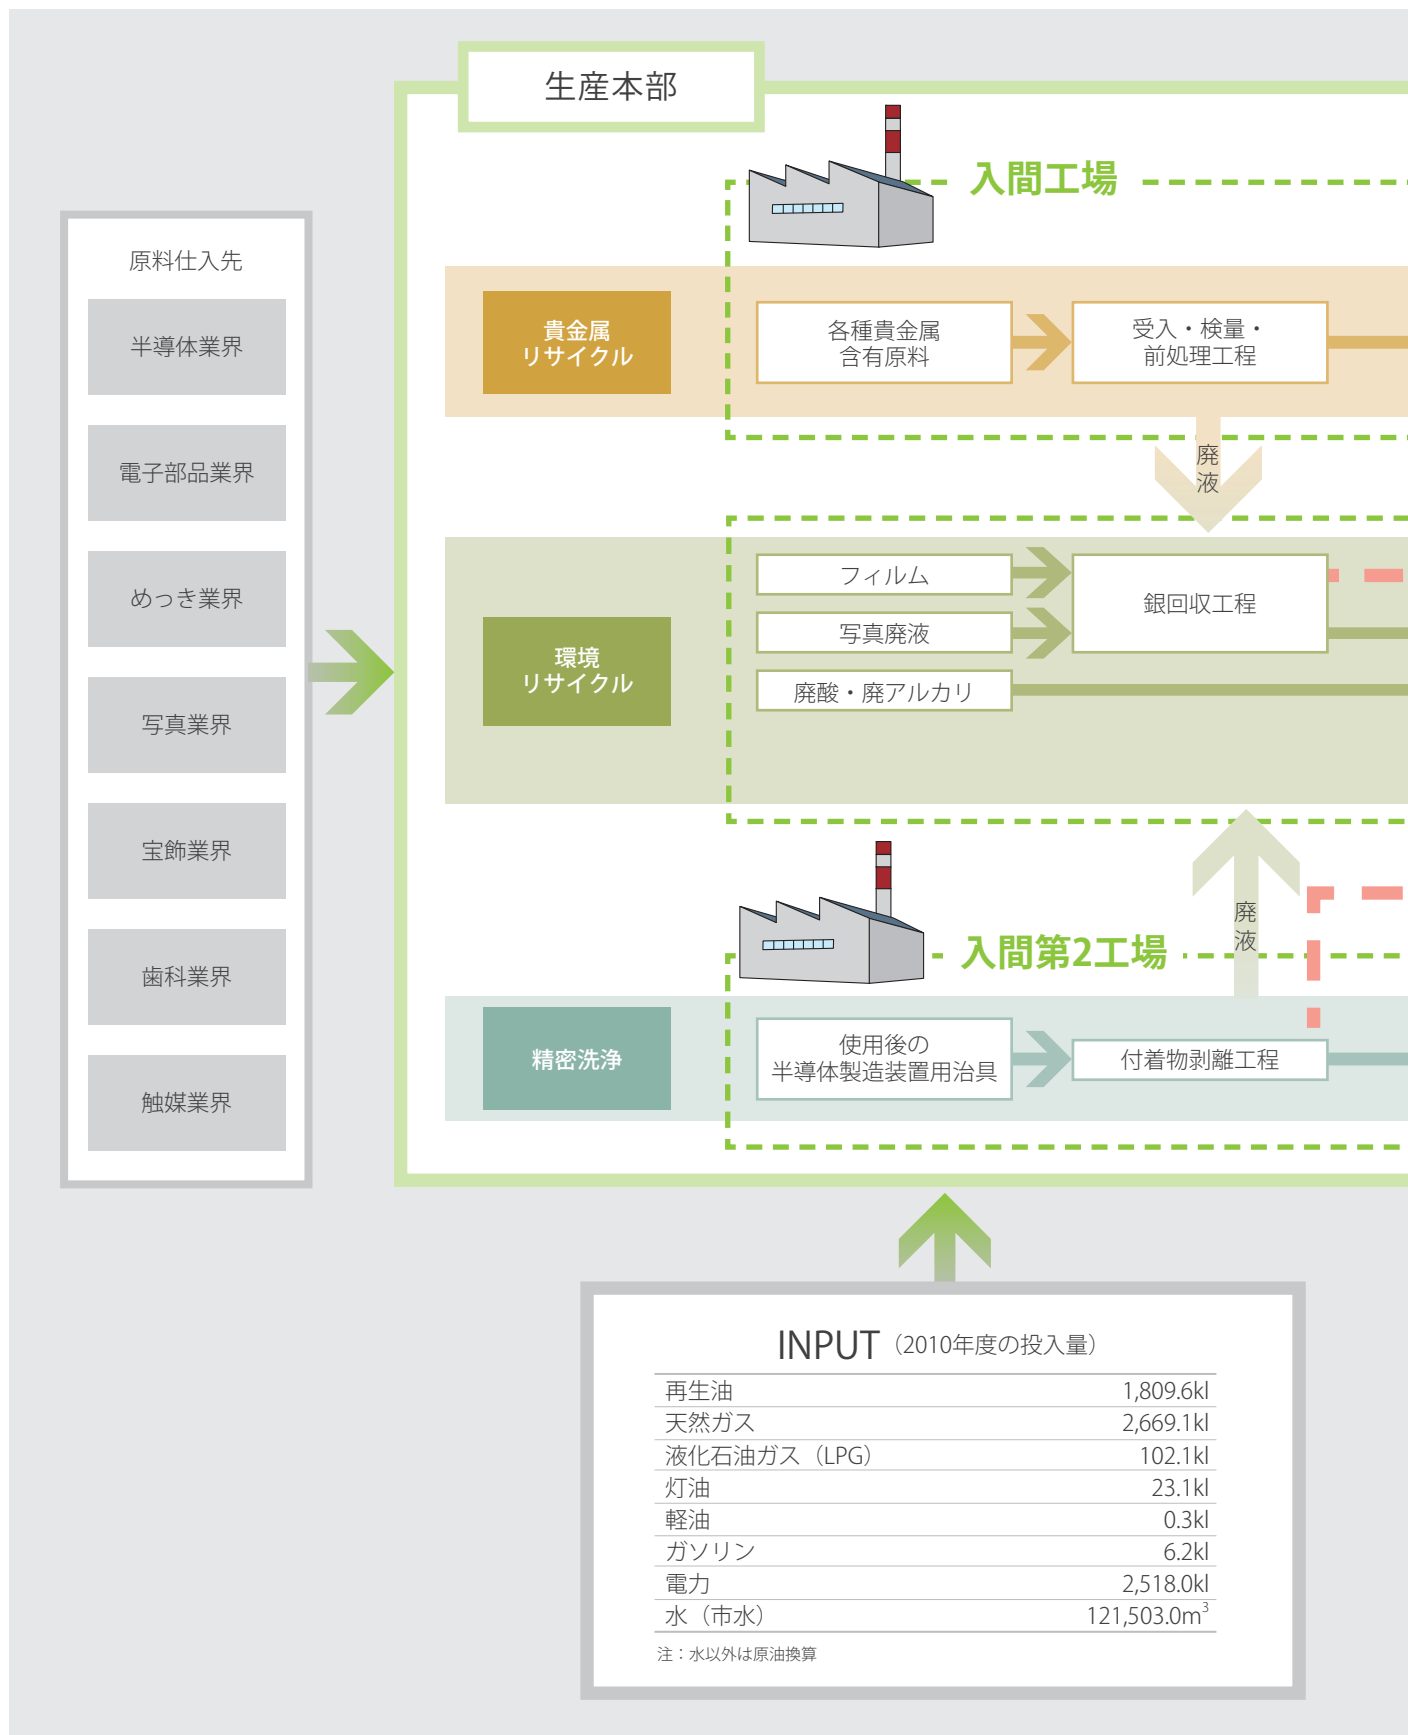 生産本部
入間工場
原料仕入先
半導体業界
電子部品業界
めっき業界
写真業界
宝飾業界
歯科業界
触媒業界
貴金属
リサイクル
各種貴金属
含有原料
受入・検量・
前処理工程
廃
液
環境
リサイクル
フィルム
写真廃液
廃酸・廃アルカリ
銀回収工程
廃
液
入間第2工場
精密洗浄
使用後の
半導体製造装置用治具
付着物剥離工程
INPUT（2010年度の投入量）
再生油 1,809.6kl
天然ガス 2,669.1kl
液化石油ガス（LPG） 102.1kl
灯油 23.1kl
軽油 0.3kl
ガソリン 6.2kl
電力 2,518.0kl
水（市水） 121,503.0m³
注：水以外は原油換算